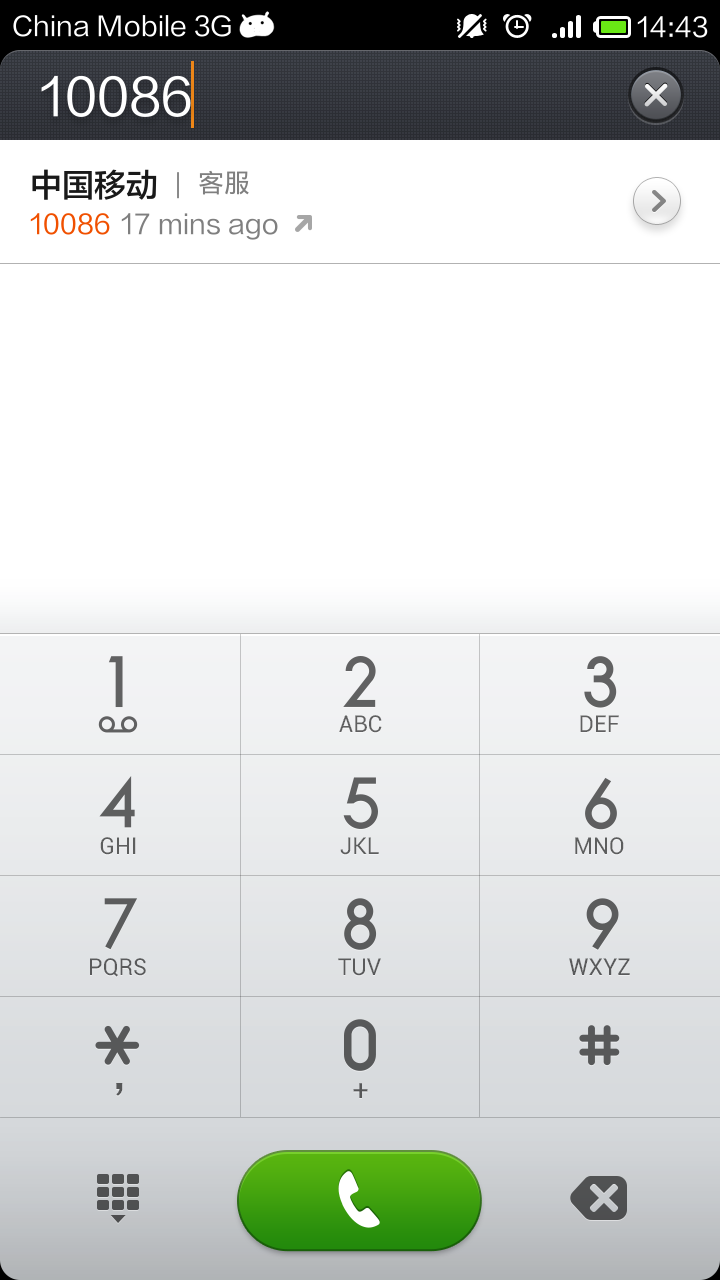 China Mobile 3G 14:43
10086
中国移动 | 客服
10086 17 mins ago
1 2 3
ABC DEF
4 5 6
GHI JKL MNO
7 8 9
PQRS TUV WXYZ
* 0 #
, +